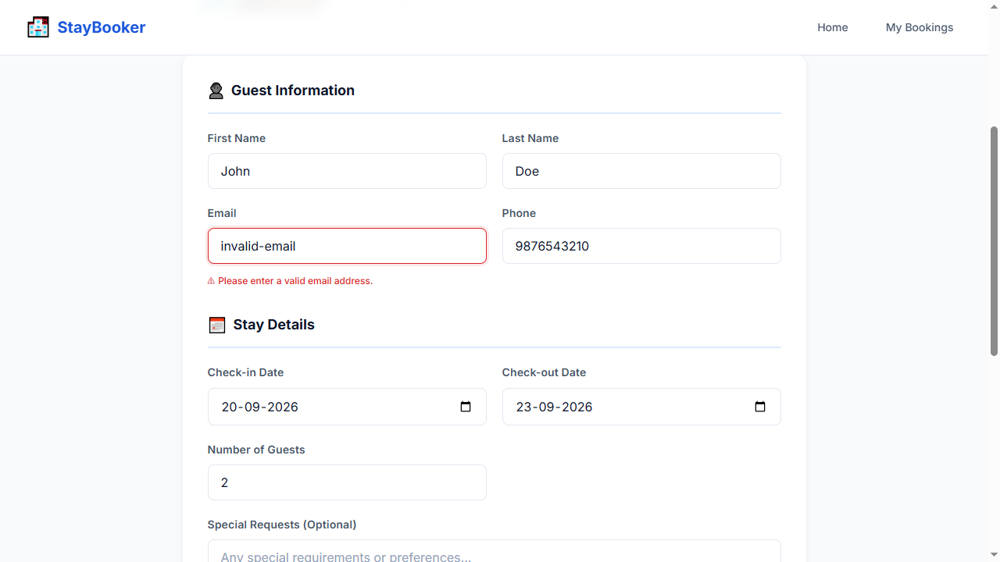 StayBooker
Home
My Bookings
Guest Information
First Name
Last Name
John
Doe
Email
Phone
invalid-email
9876543210
⚠ Please enter a valid email address.
Stay Details
Check-in Date
Check-out Date
20-09-2026
23-09-2026
Number of Guests
2
Special Requests (Optional)
Any special requirements or preferences...